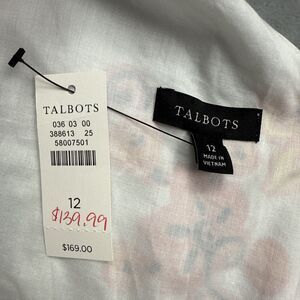 TALBOTS
036 03 00
388613 25
58007501
12
$139.99
$169.00
TALBOTS
12
MADE IN
VIETNAM